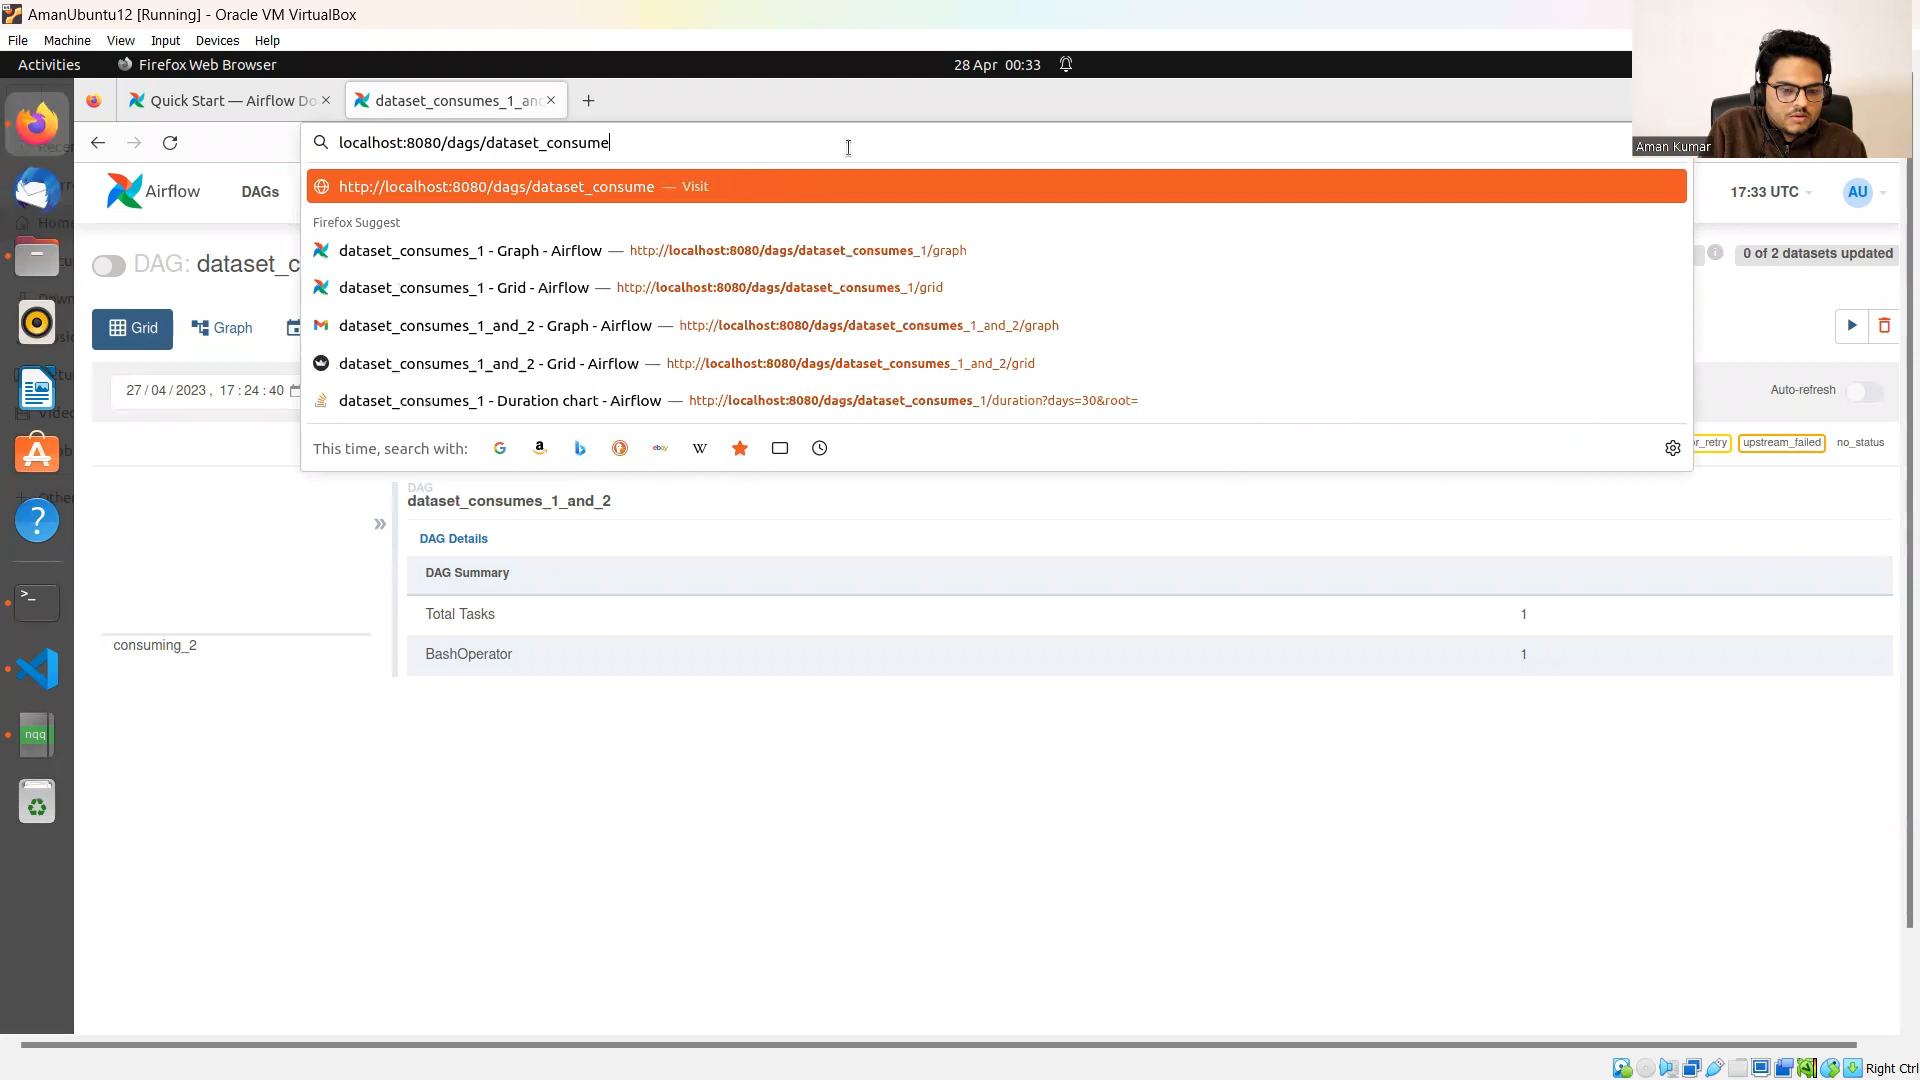 AmanUbuntu12 [Running] - Oracle VM VirtualBox
File Machine View Input Devices Help
Activities Firefox Web Browser 28 Apr 00:33
Quick Start — Airflow Do dataset_consumes_1_an
localhost:8080/dags/dataset_consume
Aman Kumar
http://localhost:8080/dags/dataset_consume — Visit
Airflow DAGs 17:33 UTC AU
Firefox Suggest
dataset_consumes_1 - Graph - Airflow — http://localhost:8080/dags/dataset_consumes_1/graph
DAG: dataset_c 0 of 2 datasets updated
dataset_consumes_1 - Grid - Airflow — http://localhost:8080/dags/dataset_consumes_1/grid
Grid Graph
dataset_consumes_1_and_2 - Graph - Airflow — http://localhost:8080/dags/dataset_consumes_1_and_2/graph
dataset_consumes_1_and_2 - Grid - Airflow — http://localhost:8080/dags/dataset_consumes_1_and_2/grid
27/04/2023, 17:24:40 Auto-refresh
dataset_consumes_1 - Duration chart - Airflow — http://localhost:8080/dags/dataset_consumes_1/duration?days=30&root=
This time, search with:
r_retry upstream_failed no_status
DAG
dataset_consumes_1_and_2
DAG Details
DAG Summary
Total Tasks 1
consuming_2
BashOperator 1
nqq
Right Ctrl